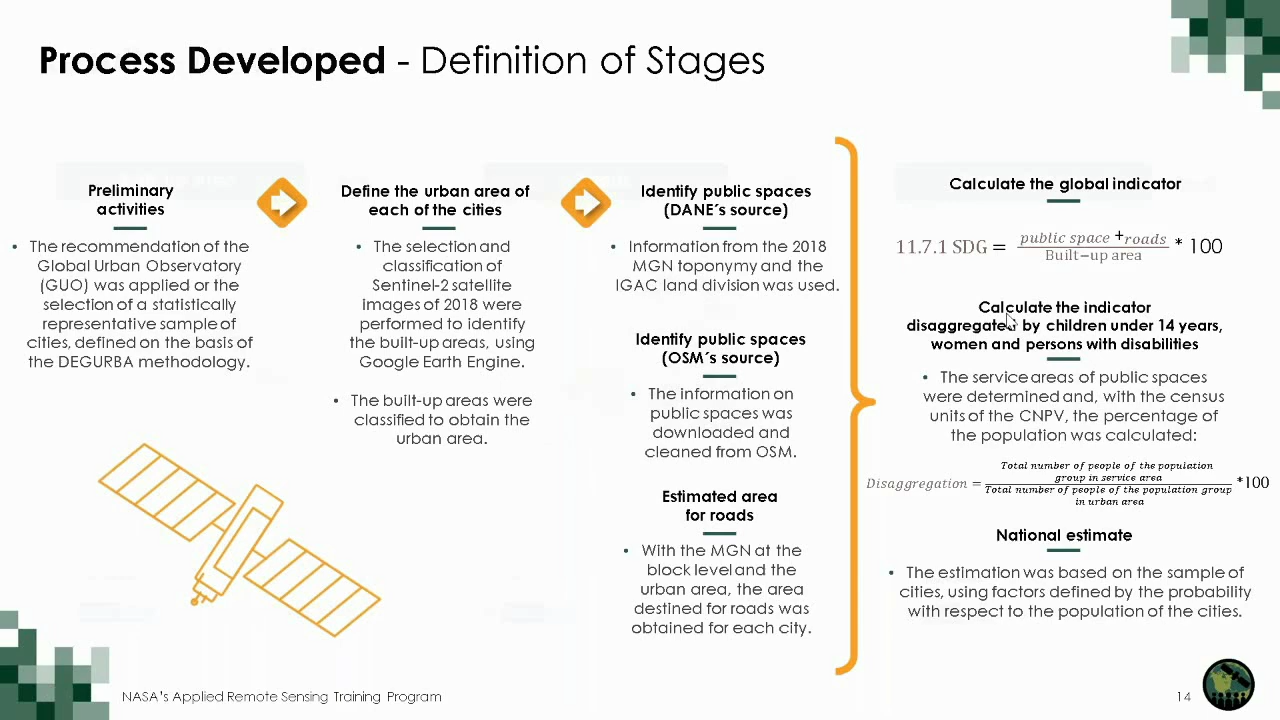 Process Developed - Definition of Stages
Preliminary
activities
• The recommendation of the
Global Urban Observatory
(GUO) was applied or the
selection of a statistically
representative sample of
cities, defined on the basis of
the DEGURBA methodology.
Define the urban area of
each of the cities
• The selection and
classification of
Sentinel-2 satellite
images of 2018 were
performed to identify
the built-up areas, using
Google Earth Engine.
• The built-up areas were
classified to obtain the
urban area.
Identify public spaces
(DANE´s source)
• Information from the 2018
MGN toponymy and the
IGAC land division was used.
Identify public spaces
(OSM´s source)
• The information on
public spaces was
downloaded and
cleaned from OSM.
Estimated area
for roads
• With the MGN at the
block level and the
urban area, the area
destined for roads was
obtained for each city.
Calculate the global indicator
11.7.1 SDG = public space +roads / Built−up area * 100
Calculate the indicator
disaggregated by children under 14 years,
women and persons with disabilities
• The service areas of public spaces
were determined and, with the census
units of the CNPV, the percentage of
the population was calculated:
Total number of people of the population
group in service area
Disaggregation = *100
Total number of people of the population group
in urban area
National estimate
• The estimation was based on the sample of
cities, using factors defined by the probability
with respect to the population of the cities.
NASA's Applied Remote Sensing Training Program
14